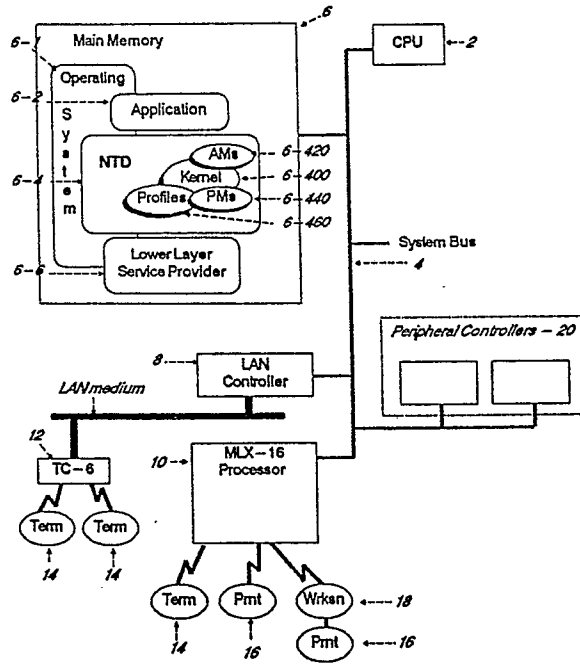 6
6-1
Main Memory
CPU
2
Operating
System
6-2
Application
NTD
AMs
6-420
Kernel
6-400
6-4
Profiles
PMs
6-440
6-460
6-6
Lower Layer
Service Provider
System Bus
4
Peripheral Controllers - 20
8
LAN
Controller
LAN medium
12
TC-6
10
MLX-16
Processor
Term
Term
14
14
Term
Prnt
Wrksn
18
14
16
Prnt
16